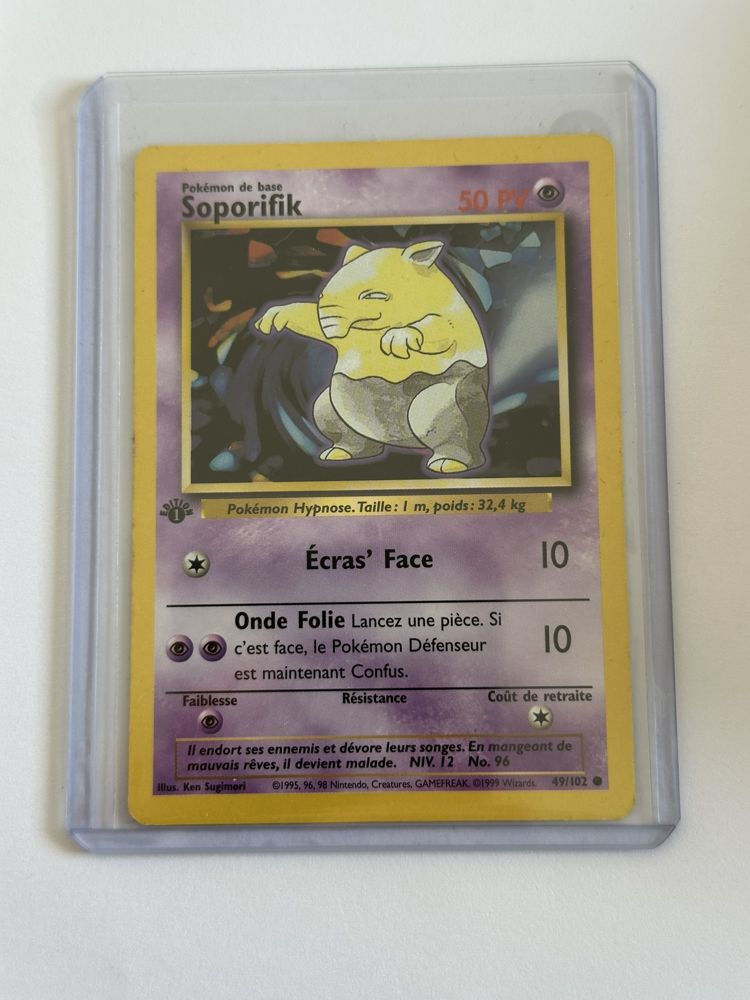 Pokémon de base
Soporifik
50 PV
Pokémon Hypnose. Taille : 1 m, poids : 32,4 kg
EDITION
1
Écras' Face 10
Onde Folie Lancez une pièce. Si
c'est face, le Pokémon Défenseur 10
est maintenant Confus.
Faiblesse Résistance Coût de retraite
Il endort ses ennemis et dévore leurs songes. En mangeant de
mauvais rêves, il devient malade. NIV. 12 No. 96
Illus. Ken Sugimori ©1995, 96, 98 Nintendo, Creatures, GAMEFREAK. ©1999 Wizards. 49/102